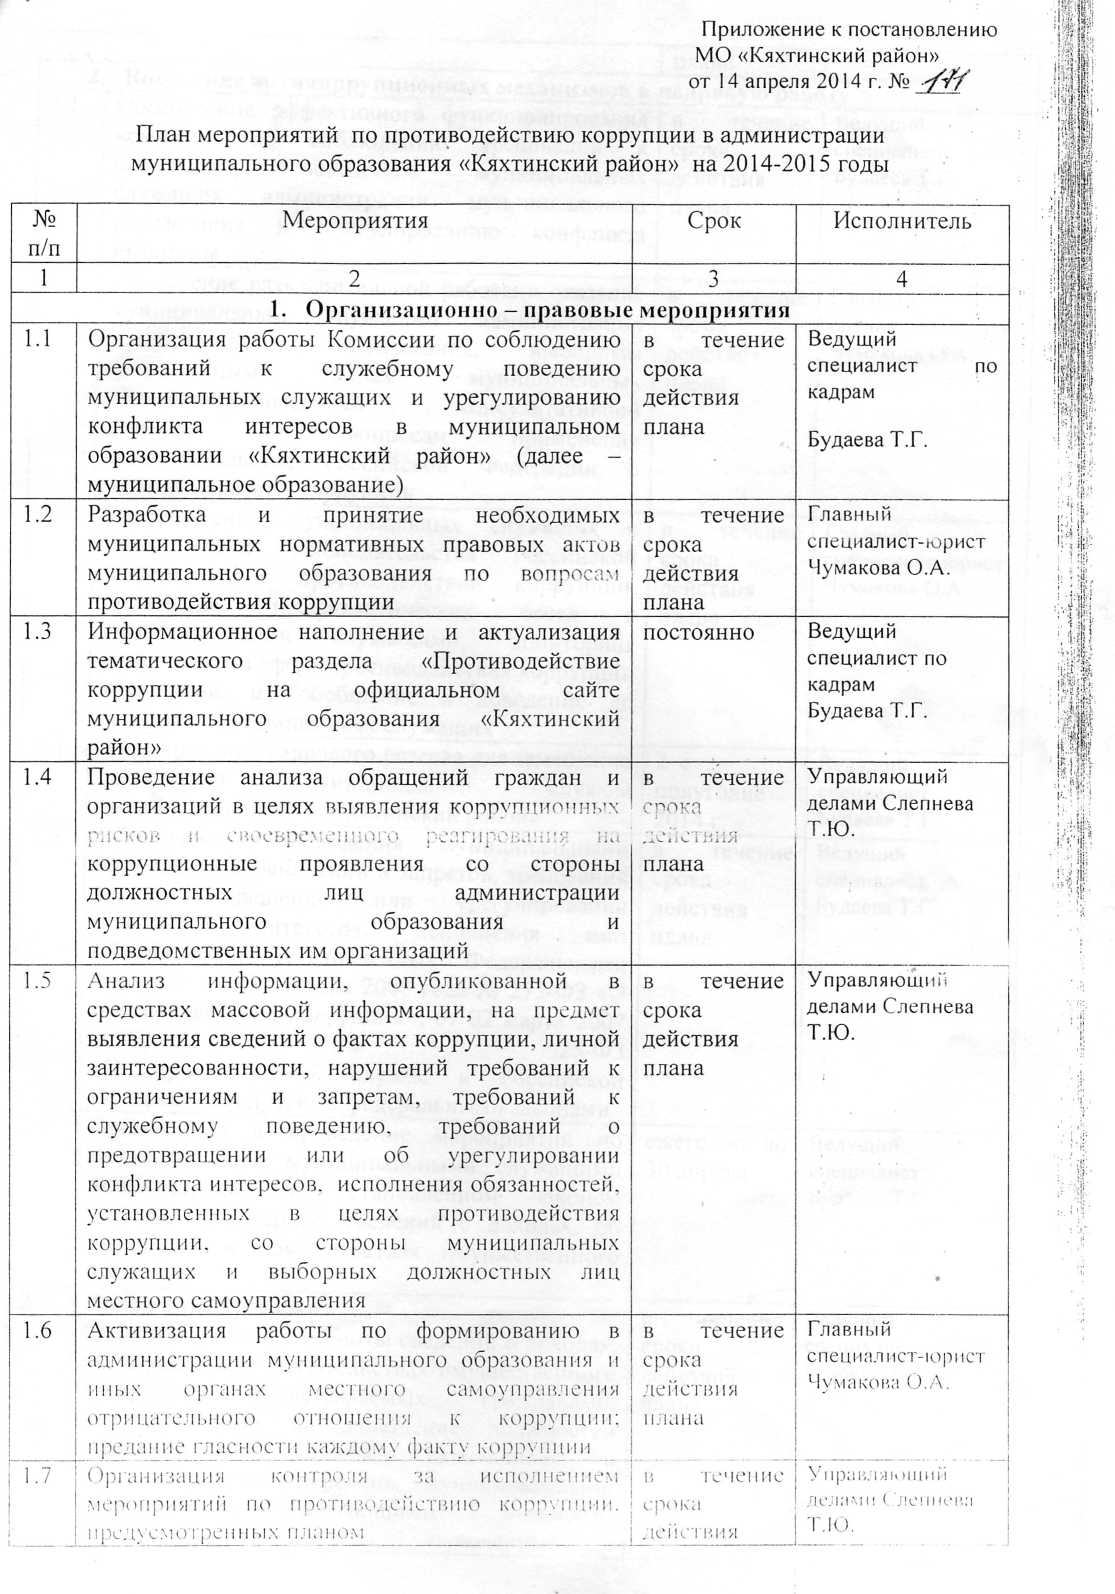 Приложение к постановлению
МО «Кяхтинский район»
от 14 апреля 2014 г. № 171
План мероприятий по противодействию коррупции в администрации
муниципального образования «Кяхтинский район» на 2014-2015 годы
№ п/п
Мероприятия
Срок
Исполнитель
1
2
3
4
1. Организационно – правовые мероприятия
1.1
Организация работы Комиссии по соблюдению
требований к служебному поведению
муниципальных служащих и урегулированию
конфликта интересов в муниципальном
образовании «Кяхтинский район» (далее –
муниципальное образование)
в течение
срока
действия
плана
Ведущий
специалист по
кадрам
Будаева Т.Г.
1.2
Разработка и принятие необходимых
муниципальных нормативных правовых актов
муниципального образования по вопросам
противодействия коррупции
в течение
срока
действия
плана
Главный
специалист-юрист
Чумакова О.А.
1.3
Информационное наполнение и актуализация
тематического раздела «Противодействие
коррупции на официальном сайте
муниципального образования «Кяхтинский
район»
постоянно
Ведущий
специалист по
кадрам
Будаева Т.Г.
1.4
Проведение анализа обращений граждан и
организаций в целях выявления коррупционных
рисков и своевременного реагирования на
коррупционные проявления со стороны
должностных лиц администрации
муниципального образования и
подведомственных им организаций
в течение
срока
действия
плана
Управляющий
делами Слепнева
Т.Ю.
1.5
Анализ информации, опубликованной в
средствах массовой информации, на предмет
выявления сведений о фактах коррупции, личной
заинтересованности, нарушений требований к
ограничениям и запретам, требований к
служебному поведению, требований о
предотвращении или об урегулировании
конфликта интересов, исполнения обязанностей,
установленных в целях противодействия
коррупции, со стороны муниципальных
служащих и выборных должностных лиц
местного самоуправления
в течение
срока
действия
плана
Управляющий
делами Слепнева
Т.Ю.
1.6
Активизация работы по формированию в
администрации муниципального образования и
иных органах местного самоуправления
отрицательного отношения к коррупции;
предание гласности каждому факту коррупции
в течение
срока
действия
плана
Главный
специалист-юрист
Чумакова О.А.
1.7
Организация контроля за исполнением
мероприятий по противодействию коррупции,
предусмотренных планом
в течение
срока
действия
Управляющий
делами Слепнева
Т.Ю.